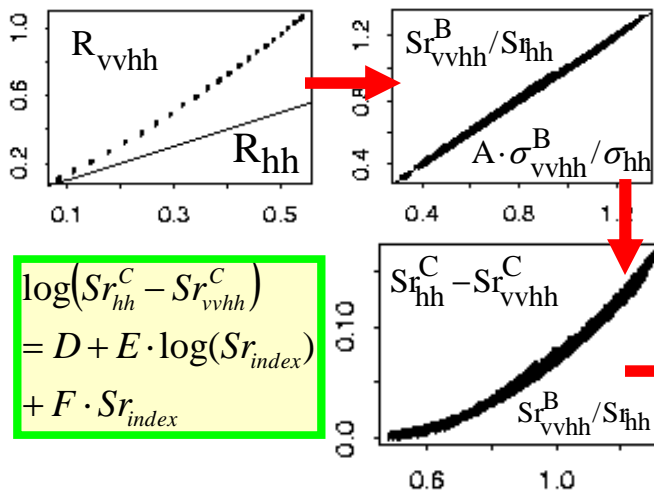 1.0
0.6
0.2
R_vvhh
R_hh
0.1 0.3 0.5
1.2
0.8
0.4
Sr^B_vvhh/Sr_hh
A·σ^B_vvhh/σ_hh
0.4 0.8 1.2
log(Sr^C_hh − Sr^C_vvhh)
= D + E · log(Sr_index)
+ F · Sr_index
0.10
0.0
Sr^C_hh − Sr^C_vvhh
Sr^B_vvhh/Sr_hh
0.6 1.0